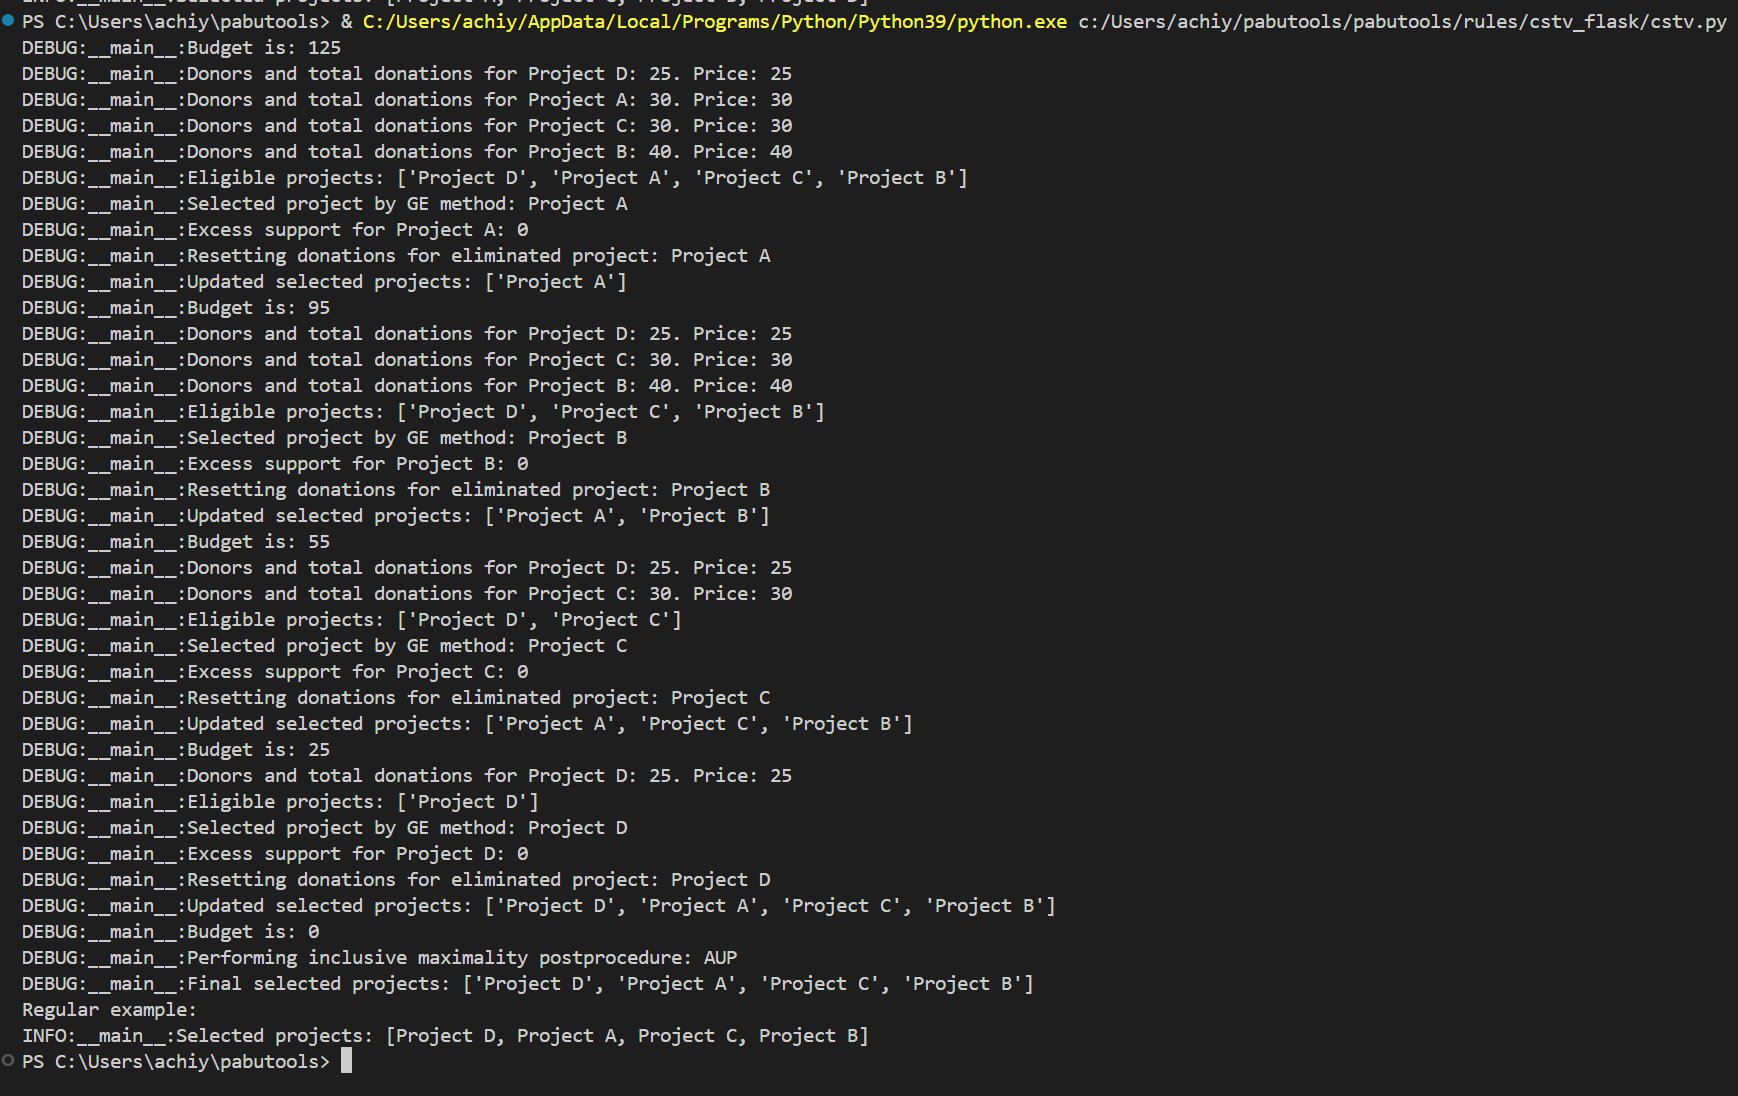 INFO:__main__:Selected projects: [Project A, Project C, Project B, Project D]
PS C:\Users\achiy\pabutools> & C:/Users/achiy/AppData/Local/Programs/Python/Python39/python.exe c:/Users/achiy/pabutools/pabutools/rules/cstv_flask/cstv.py
DEBUG:__main__:Budget is: 125
DEBUG:__main__:Donors and total donations for Project D: 25. Price: 25
DEBUG:__main__:Donors and total donations for Project A: 30. Price: 30
DEBUG:__main__:Donors and total donations for Project C: 30. Price: 30
DEBUG:__main__:Donors and total donations for Project B: 40. Price: 40
DEBUG:__main__:Eligible projects: ['Project D', 'Project A', 'Project C', 'Project B']
DEBUG:__main__:Selected project by GE method: Project A
DEBUG:__main__:Excess support for Project A: 0
DEBUG:__main__:Resetting donations for eliminated project: Project A
DEBUG:__main__:Updated selected projects: ['Project A']
DEBUG:__main__:Budget is: 95
DEBUG:__main__:Donors and total donations for Project D: 25. Price: 25
DEBUG:__main__:Donors and total donations for Project C: 30. Price: 30
DEBUG:__main__:Donors and total donations for Project B: 40. Price: 40
DEBUG:__main__:Eligible projects: ['Project D', 'Project C', 'Project B']
DEBUG:__main__:Selected project by GE method: Project B
DEBUG:__main__:Excess support for Project B: 0
DEBUG:__main__:Resetting donations for eliminated project: Project B
DEBUG:__main__:Updated selected projects: ['Project A', 'Project B']
DEBUG:__main__:Budget is: 55
DEBUG:__main__:Donors and total donations for Project D: 25. Price: 25
DEBUG:__main__:Donors and total donations for Project C: 30. Price: 30
DEBUG:__main__:Eligible projects: ['Project D', 'Project C']
DEBUG:__main__:Selected project by GE method: Project C
DEBUG:__main__:Excess support for Project C: 0
DEBUG:__main__:Resetting donations for eliminated project: Project C
DEBUG:__main__:Updated selected projects: ['Project A', 'Project C', 'Project B']
DEBUG:__main__:Budget is: 25
DEBUG:__main__:Donors and total donations for Project D: 25. Price: 25
DEBUG:__main__:Eligible projects: ['Project D']
DEBUG:__main__:Selected project by GE method: Project D
DEBUG:__main__:Excess support for Project D: 0
DEBUG:__main__:Resetting donations for eliminated project: Project D
DEBUG:__main__:Updated selected projects: ['Project D', 'Project A', 'Project C', 'Project B']
DEBUG:__main__:Budget is: 0
DEBUG:__main__:Performing inclusive maximality postprocedure: AUP
DEBUG:__main__:Final selected projects: ['Project D', 'Project A', 'Project C', 'Project B']
Regular example:
INFO:__main__:Selected projects: [Project D, Project A, Project C, Project B]
PS C:\Users\achiy\pabutools>